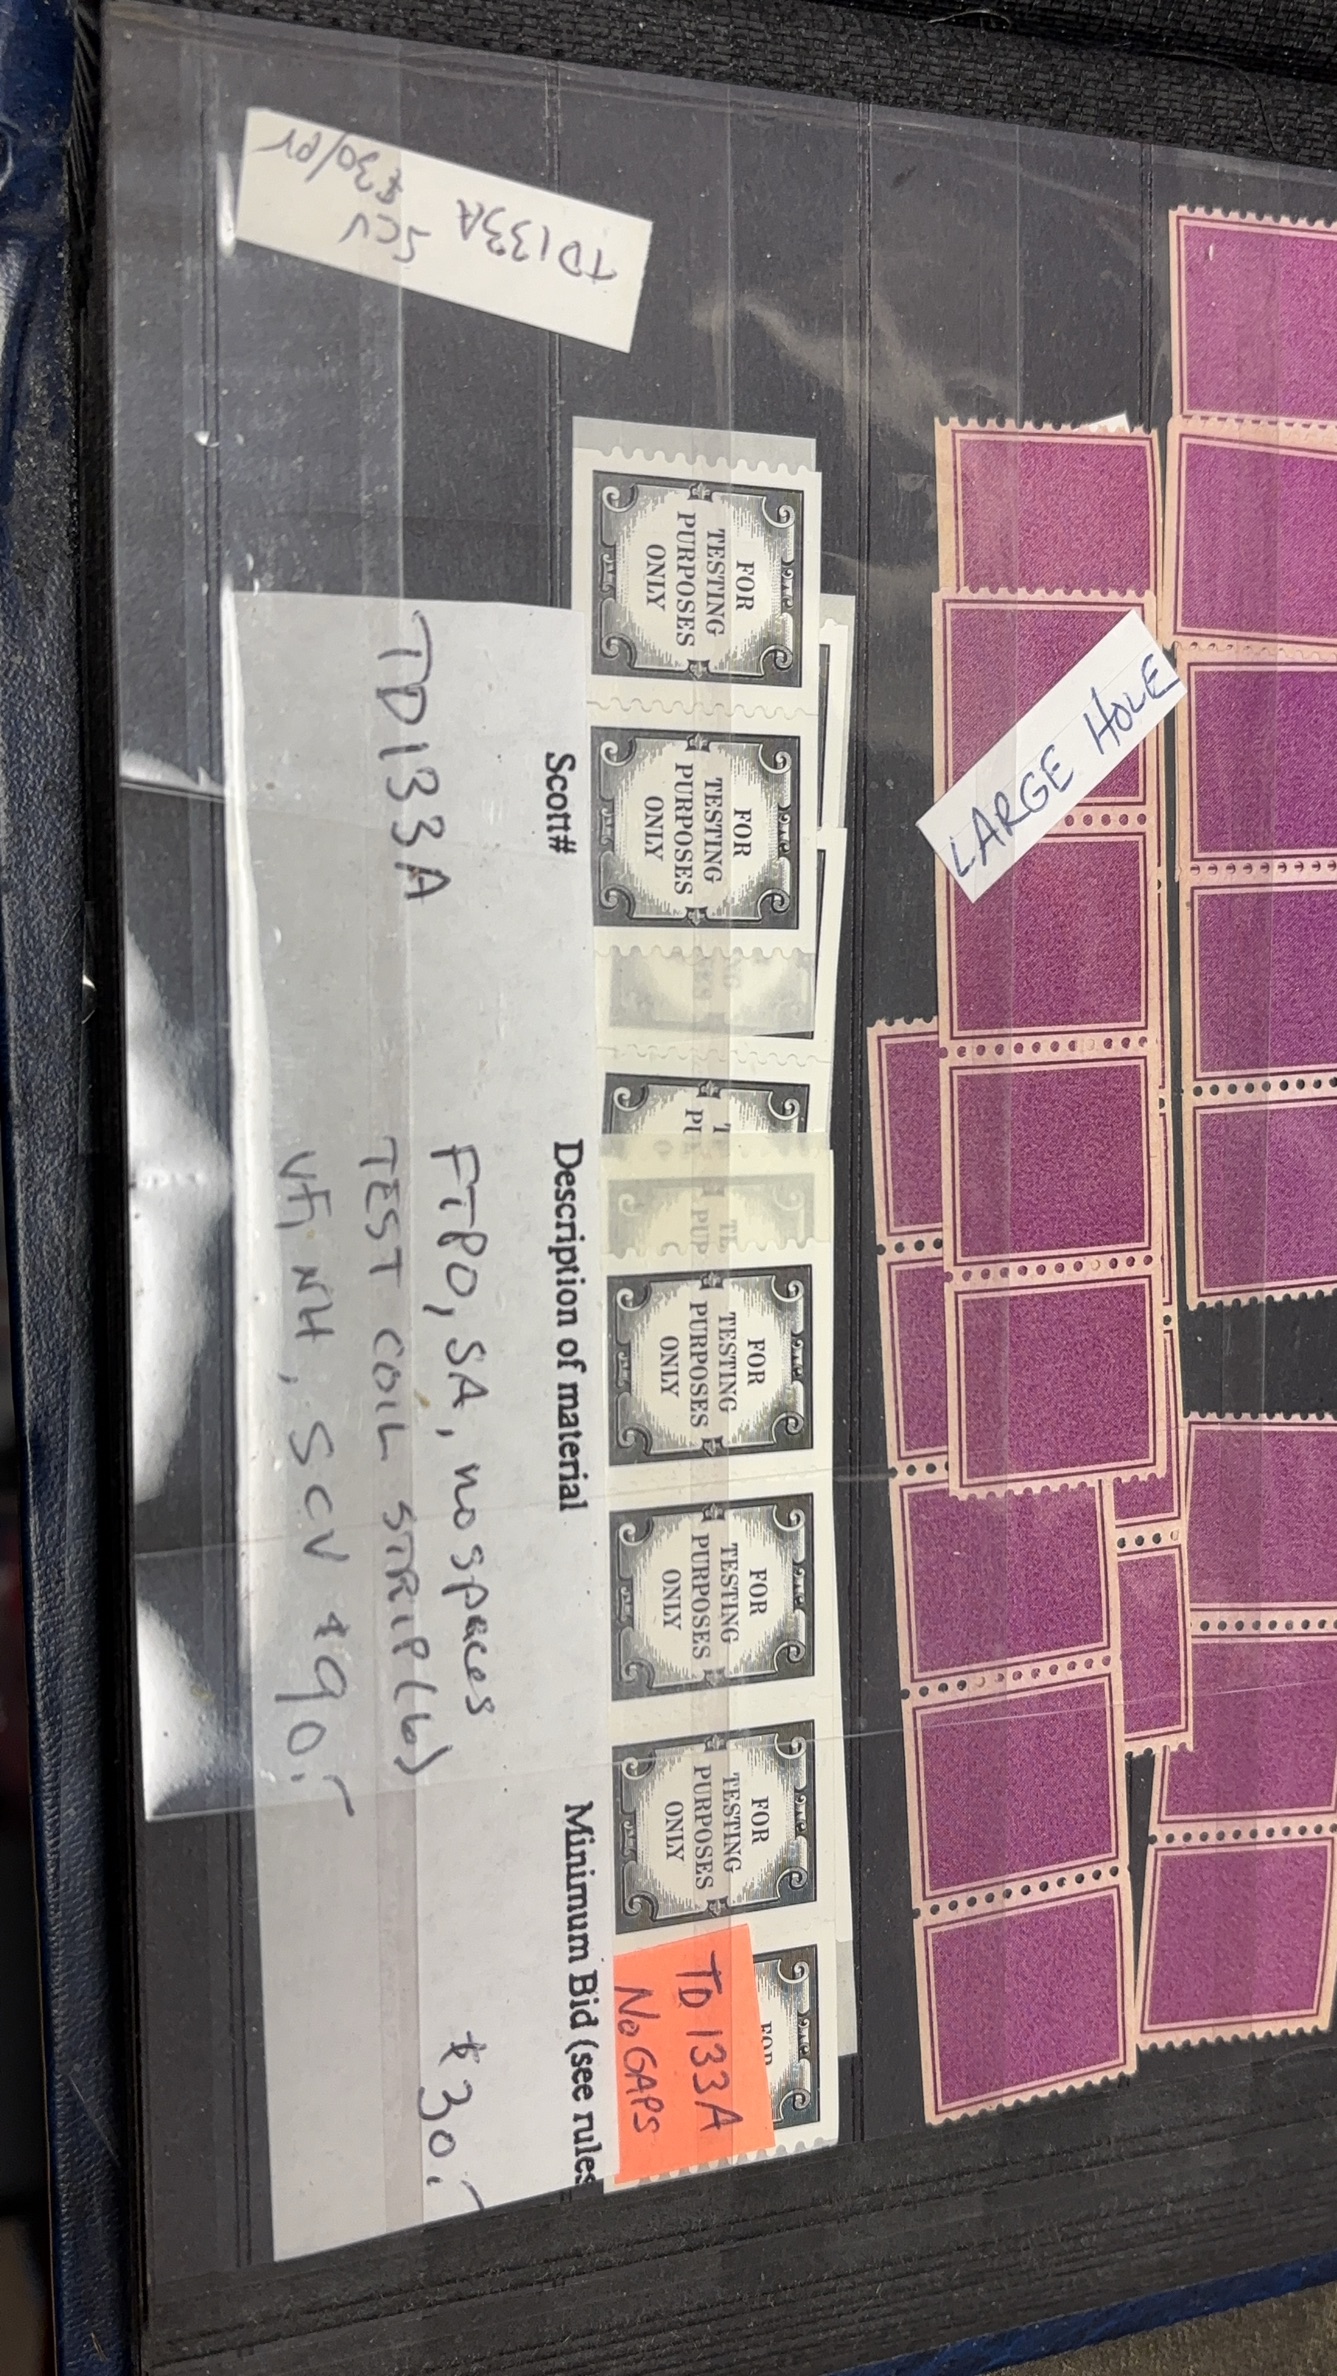 LARGE HOLE
FOR
TESTING
PURPOSES
ONLY
FOR
TESTING
PURPOSES
ONLY
FOR
TESTING
PURPOSES
ONLY
FOR
TESTING
PURPOSES
ONLY
FOR
TESTING
PURPOSES
ONLY
FOR
TD 133A
No GAPS
Scott# Description of material Minimum Bid (see rules
TD133A FTPO, SA, no spaces $30.-
TEST COIL STRIP(6)
VF, NH, SCV $90.-
TD133A
SCV
$30/pr